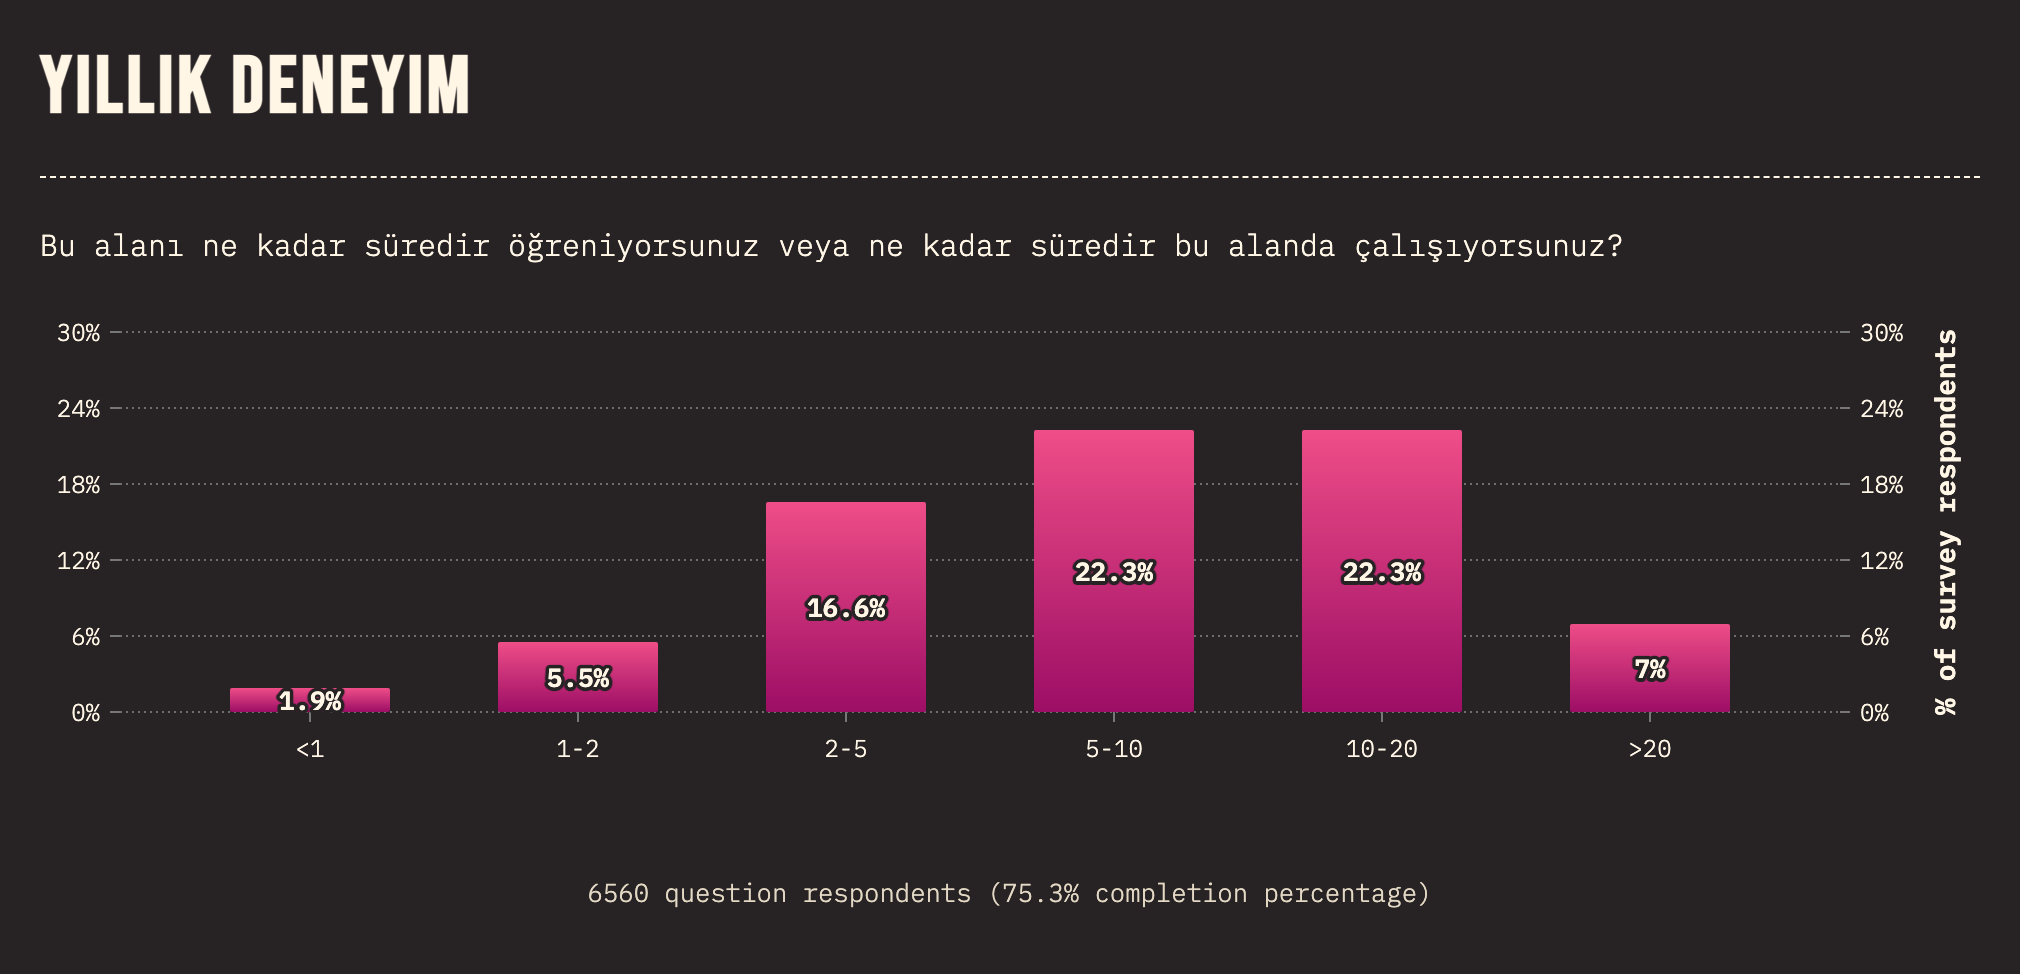 YILLIK DENEYIM
Bu alanı ne kadar süredir öğreniyorsunuz veya ne kadar süredir bu alanda çalışıyorsunuz?
30% 30%
24% 24%
18% 18%
12% 12%
6% 6%
0% 0%
% of survey respondents
1.9% 5.5% 16.6% 22.3% 22.3% 7%
<1 1-2 2-5 5-10 10-20 >20
6560 question respondents (75.3% completion percentage)